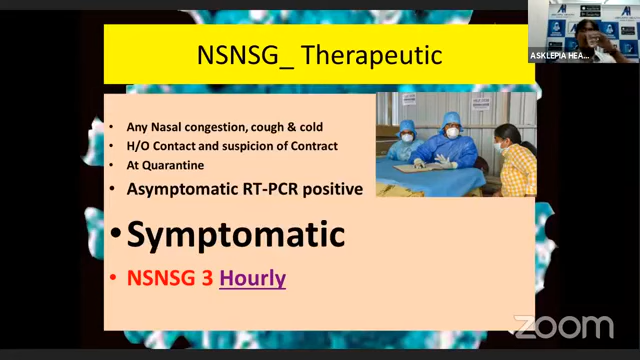 NSNSG_ Therapeutic
ASKLEPIA HEA...
• Any Nasal congestion, cough & cold
• H/O Contact and suspicion of Contract
• At Quarantine
• Asymptomatic RT-PCR positive
• Symptomatic
• NSNSG 3 Hourly
zoom